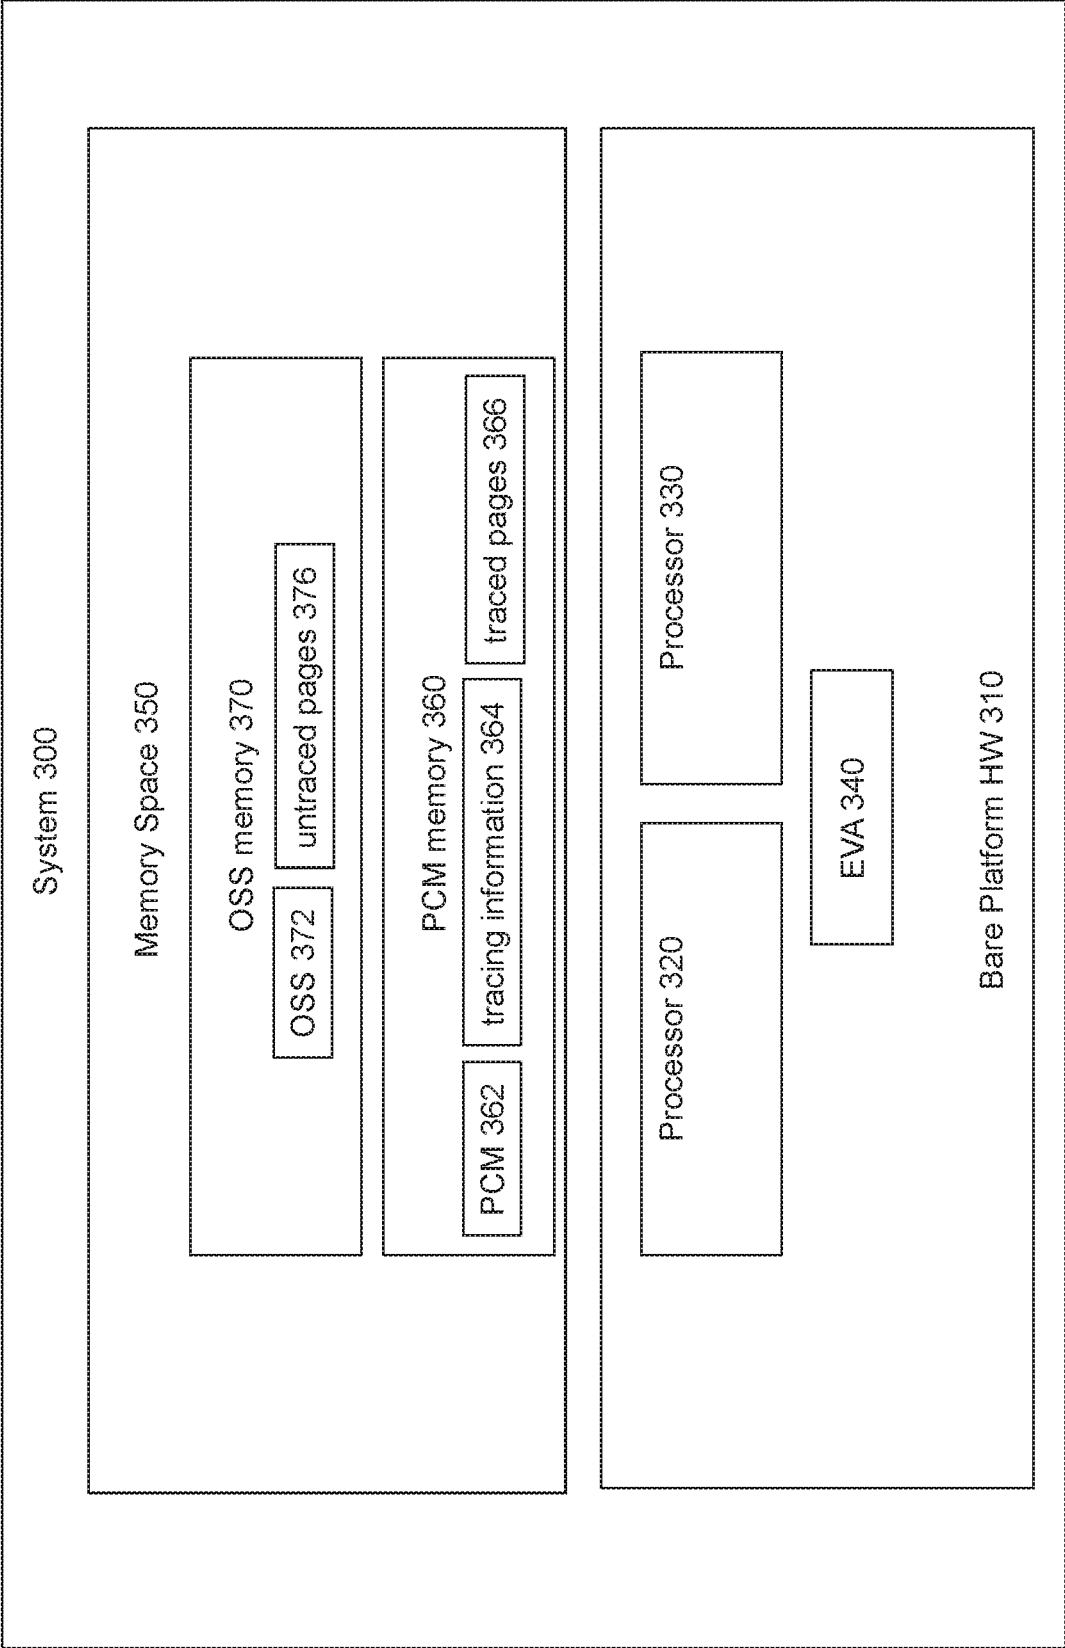 System 300
Memory Space 350
OSS memory 370
OSS 372
untraced pages 376
PCM memory 360
PCM 362
tracing information 364
traced pages 366
Processor 320
Processor 330
EVA 340
Bare Platform HW 310